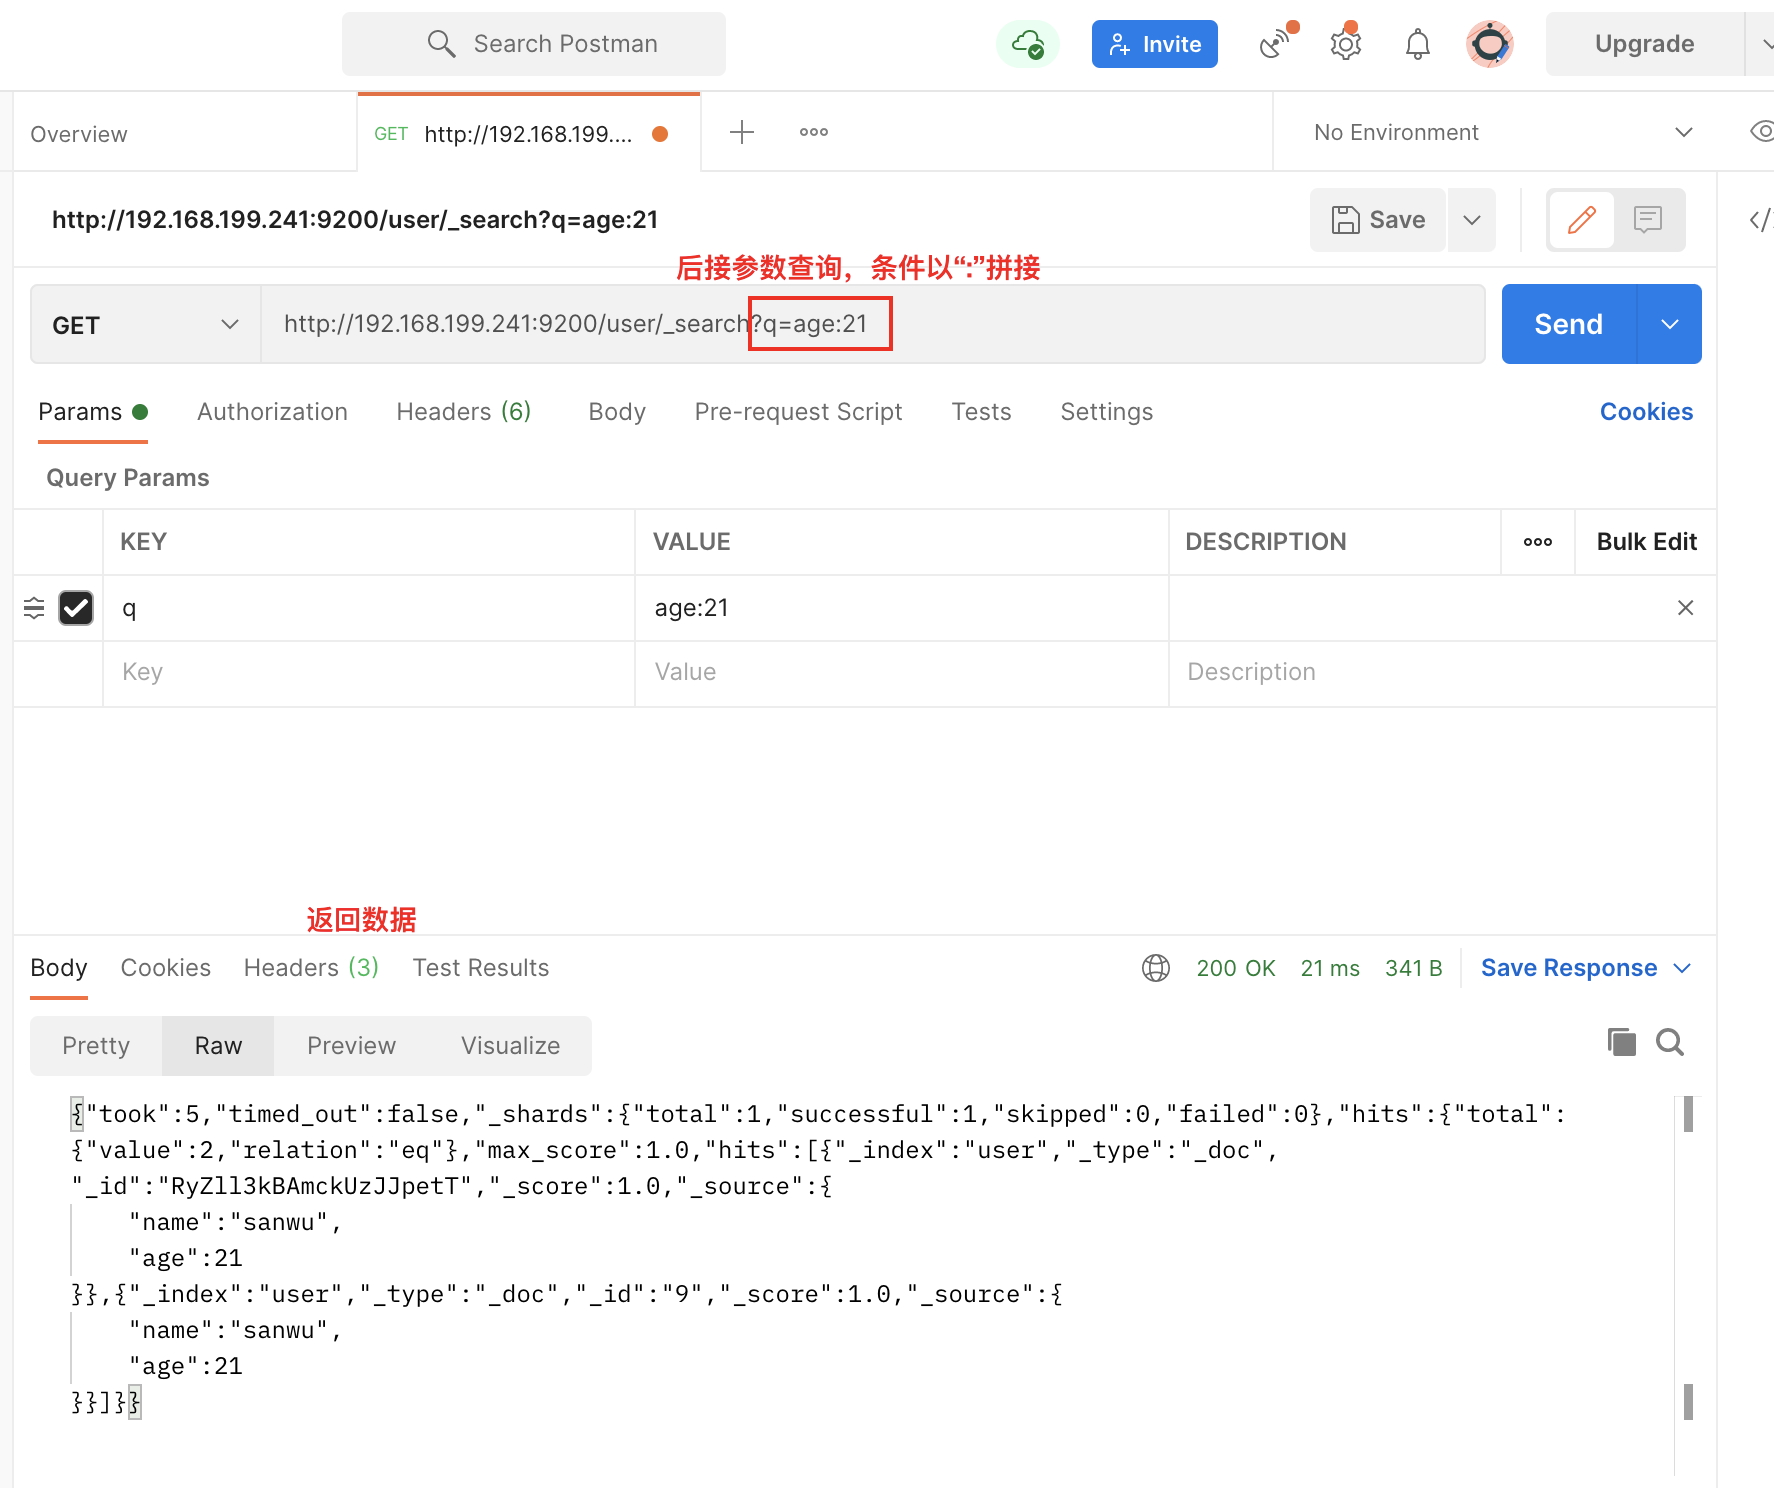 Search Postman
Invite
Upgrade
Overview
GET http://192.168.199....
No Environment
http://192.168.199.241:9200/user/_search?q=age:21
Save
后接参数查询，条件以“:”拼接
GET
http://192.168.199.241:9200/user/_search?q=age:21
Send
Params
Authorization
Headers (6)
Body
Pre-request Script
Tests
Settings
Cookies
Query Params
KEY
VALUE
DESCRIPTION
Bulk Edit
q
age:21
Key
Value
Description
返回数据
Body
Cookies
Headers (3)
Test Results
200 OK
21 ms
341 B
Save Response
Pretty
Raw
Preview
Visualize
{"took":5,"timed_out":false,"_shards":{"total":1,"successful":1,"skipped":0,"failed":0},"hits":{"total":
{"value":2,"relation":"eq"},"max_score":1.0,"hits":[{"_index":"user","_type":"_doc",
"_id":"RyZll3kBAmckUzJJpetT","_score":1.0,"_source":{
    "name":"sanwu",
    "age":21
}},{"_index":"user","_type":"_doc","_id":"9","_score":1.0,"_source":{
    "name":"sanwu",
    "age":21
}}]}}